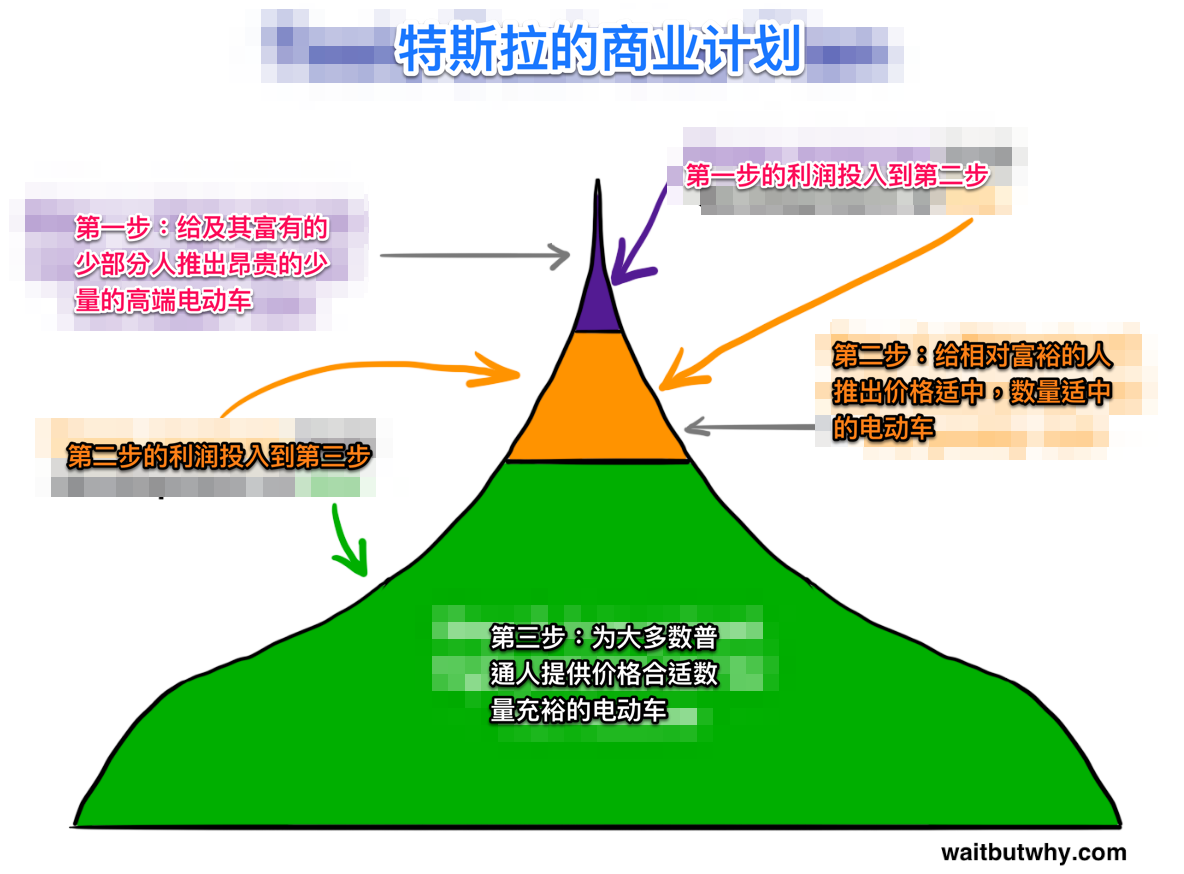 特斯拉的商业计划
第一步的利润投入到第二步
第一步：给及其富有的
少部分人推出昂贵的少
量的高端电动车
第二步：给相对富裕的人
推出价格适中，数量适中
的电动车
第二步的利润投入到第三步
第三步：为大多数普
通人提供价格合适数
量充裕的电动车
waitbutwhy.com